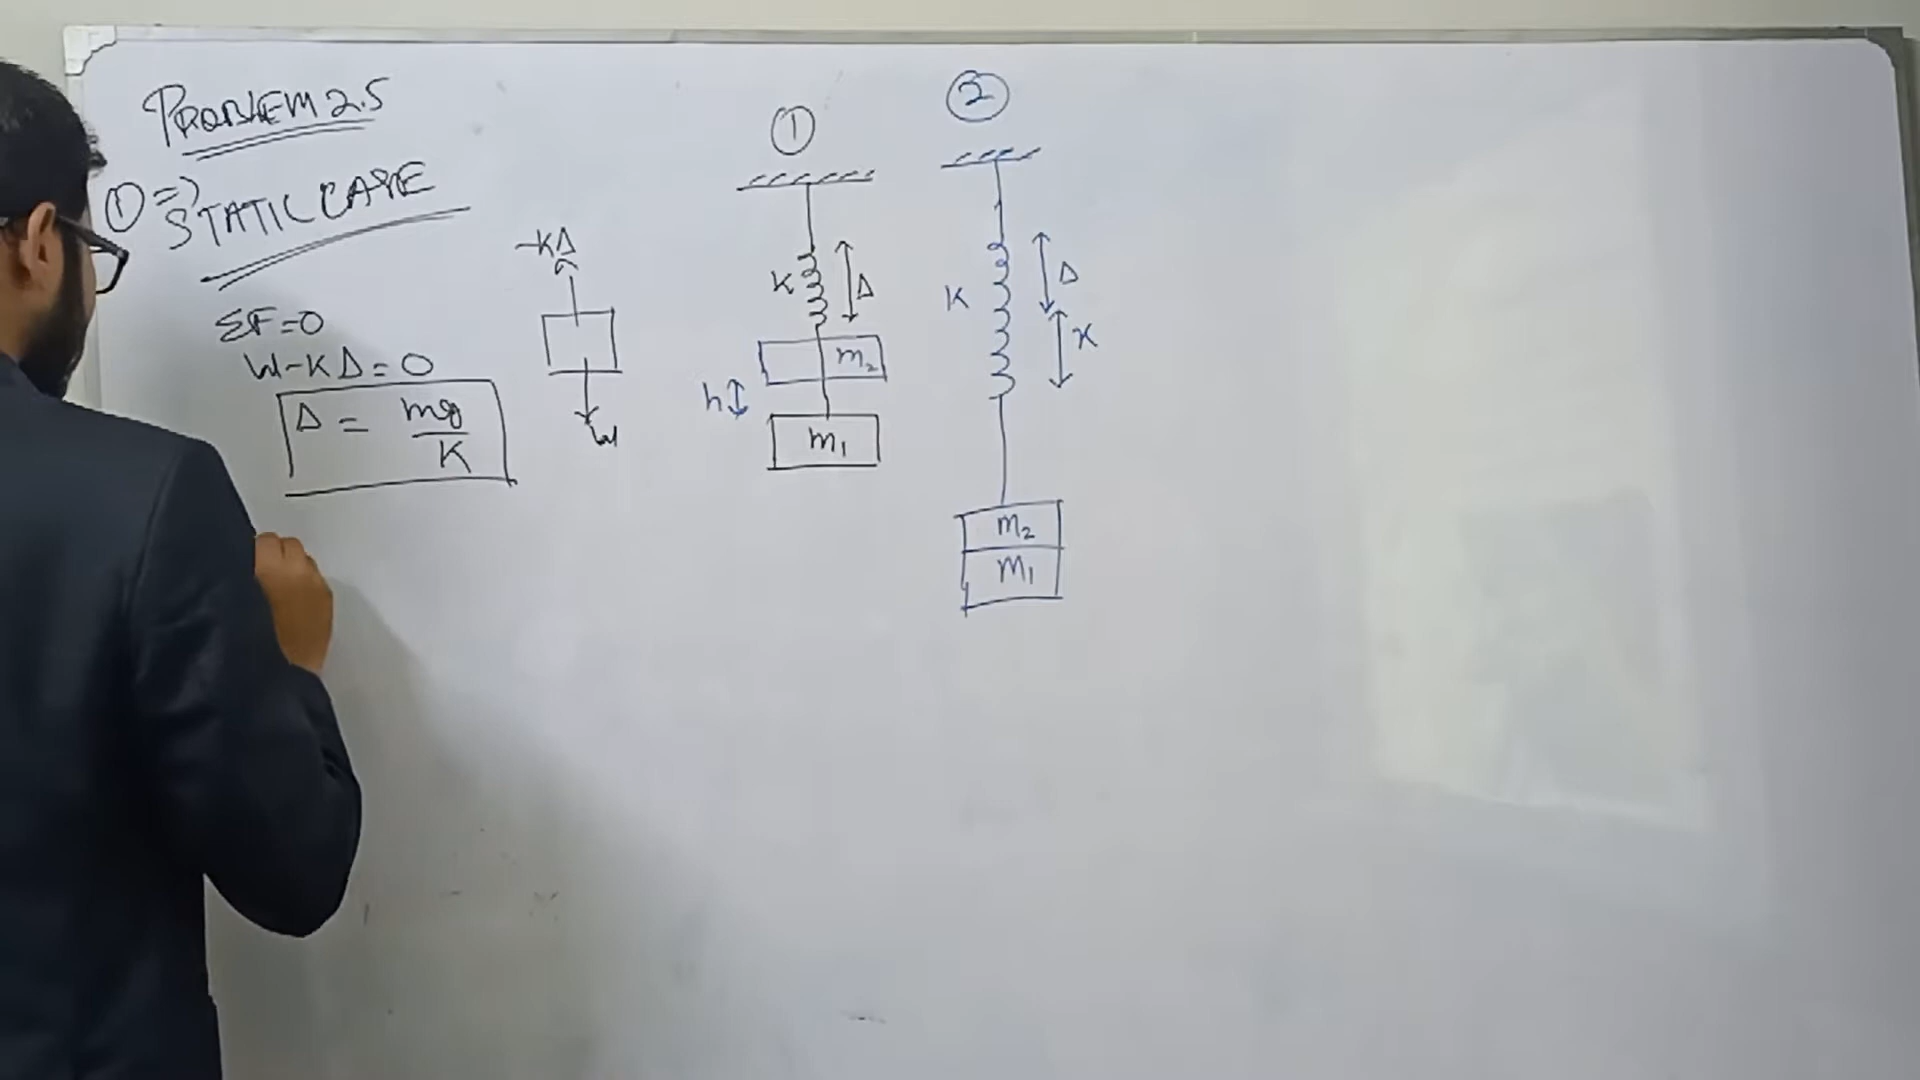 PROBLEM 2.5
① ⇒
STATIC CASE
ΣF=0
W-KΔ=0
Δ = mg/K
-KΔ
W
①
K
Δ
m₂
h
m₁
②
K
Δ
x
m₂
m₁